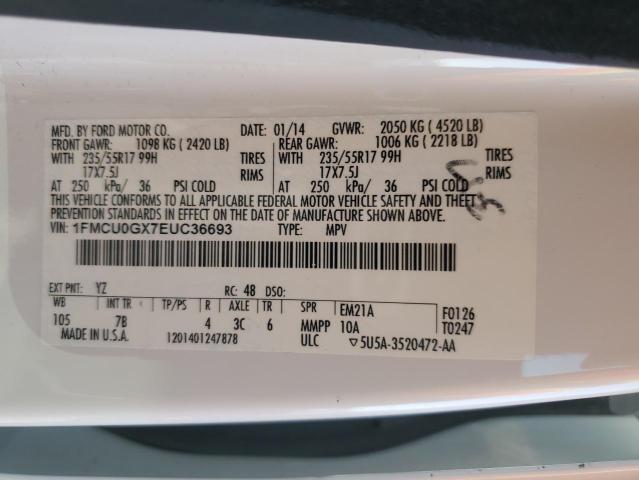 MFD. BY FORD MOTOR CO. DATE: 01/14 GVWR: 2050 KG ( 4520 LB)
FRONT GAWR: 1098 KG ( 2420 LB) REAR GAWR: 1006 KG ( 2218 LB)
WITH 235/55R17 99H TIRES WITH 235/55R17 99H TIRES
17X7.5J RIMS 17X7.5J RIMS
AT 250 kPa/ 36 PSI COLD AT 250 kPa/ 36 PSI COLD
THIS VEHICLE CONFORMS TO ALL APPLICABLE FEDERAL MOTOR VEHICLE SAFETY AND THEFT
PREVENTION STANDARDS IN EFFECT ON THE DATE OF MANUFACTURE SHOWN ABOVE.
VIN: 1FMCU0GX7EUC36693 TYPE: MPV
EXT PNT: YZ RC: 48 DSO:
WB INT TR TP/PS R AXLE TR SPR EM21A F0126
105 7B 4 3C 6 MMPP 10A T0247
MADE IN U.S.A. 1201401247878 ULC ▽5U5A-3520472-AA